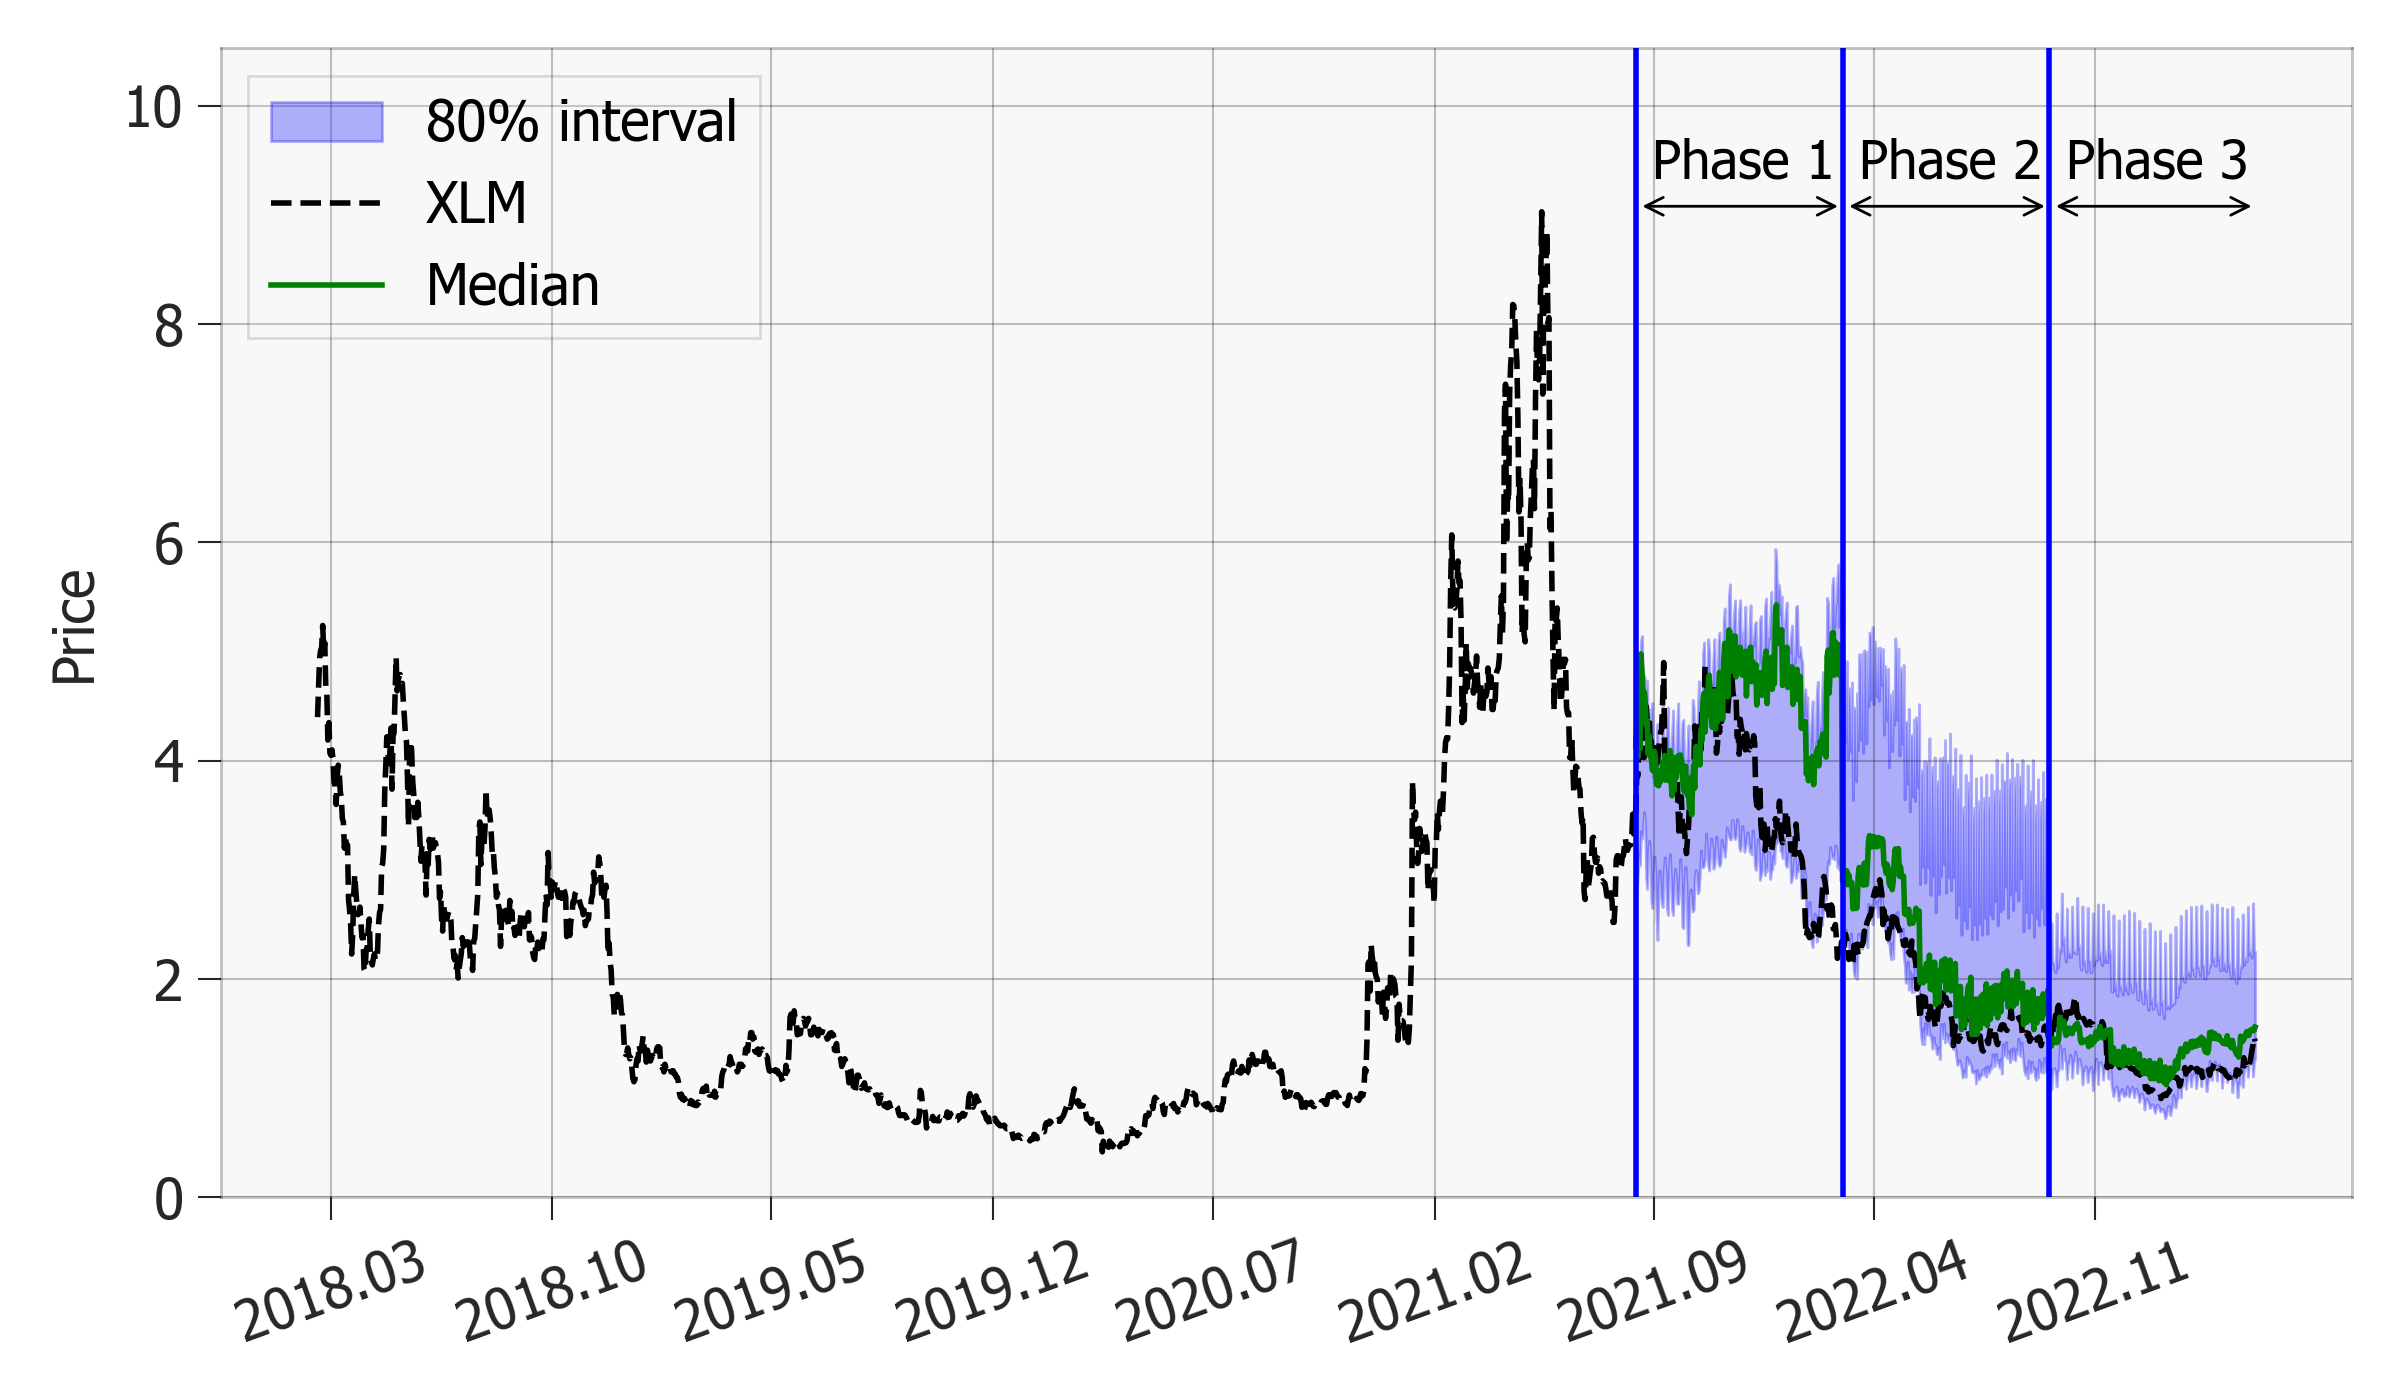 80% interval
XLM
Median
Phase 1
Phase 2
Phase 3
Price
10
8
6
4
2
0
2018.03
2018.10
2019.05
2019.12
2020.07
2021.02
2021.09
2022.04
2022.11